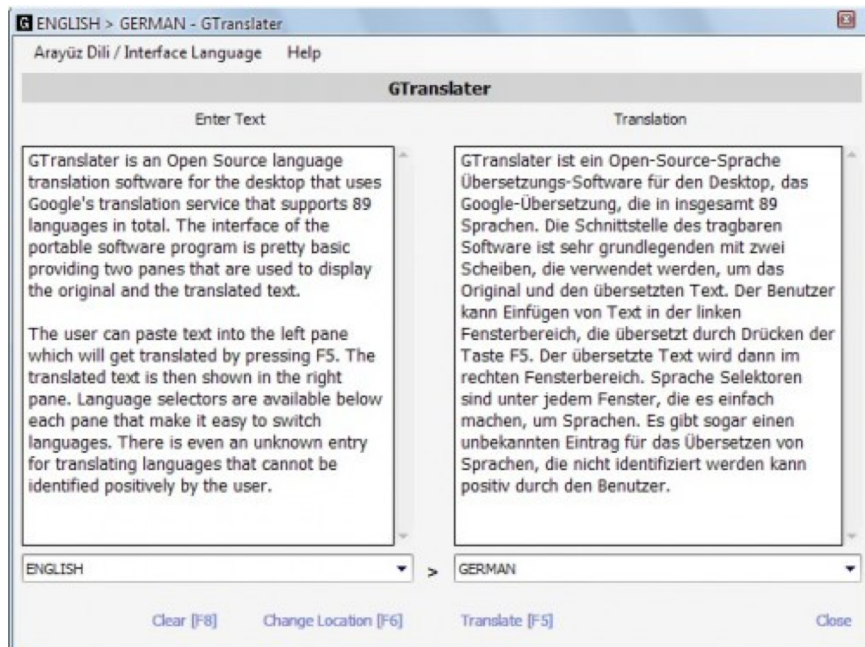 G ENGLISH > GERMAN - GTranslater
Arayüz Dili / Interface Language Help
GTranslater
Enter Text
GTranslater is an Open Source language
translation software for the desktop that uses
Google's translation service that supports 89
languages in total. The interface of the
portable software program is pretty basic
providing two panes that are used to display
the original and the translated text.
The user can paste text into the left pane
which will get translated by pressing F5. The
translated text is then shown in the right
pane. Language selectors are available below
each pane that make it easy to switch
languages. There is even an unknown entry
for translating languages that cannot be
identified positively by the user.
Translation
GTranslater ist ein Open-Source-Sprache
Übersetzungs-Software für den Desktop, das
Google-Übersetzung, die in insgesamt 89
Sprachen. Die Schnittstelle des tragbaren
Software ist sehr grundlegenden mit zwei
Scheiben, die verwendet werden, um das
Original und den übersetzten Text. Der Benutzer
kann Einfügen von Text in der linken
Fensterbereich, die übersetzt durch Drücken der
Taste F5. Der übersetzte Text wird dann im
rechten Fensterbereich. Sprache Selektoren
sind unter jedem Fenster, die es einfach
machen, um Sprachen. Es gibt sogar einen
unbekannten Eintrag für das Übersetzen von
Sprachen, die nicht identifiziert werden kann
positiv durch den Benutzer.
ENGLISH > GERMAN
Clear [F8] Change Location [F6] Translate [F5] Close